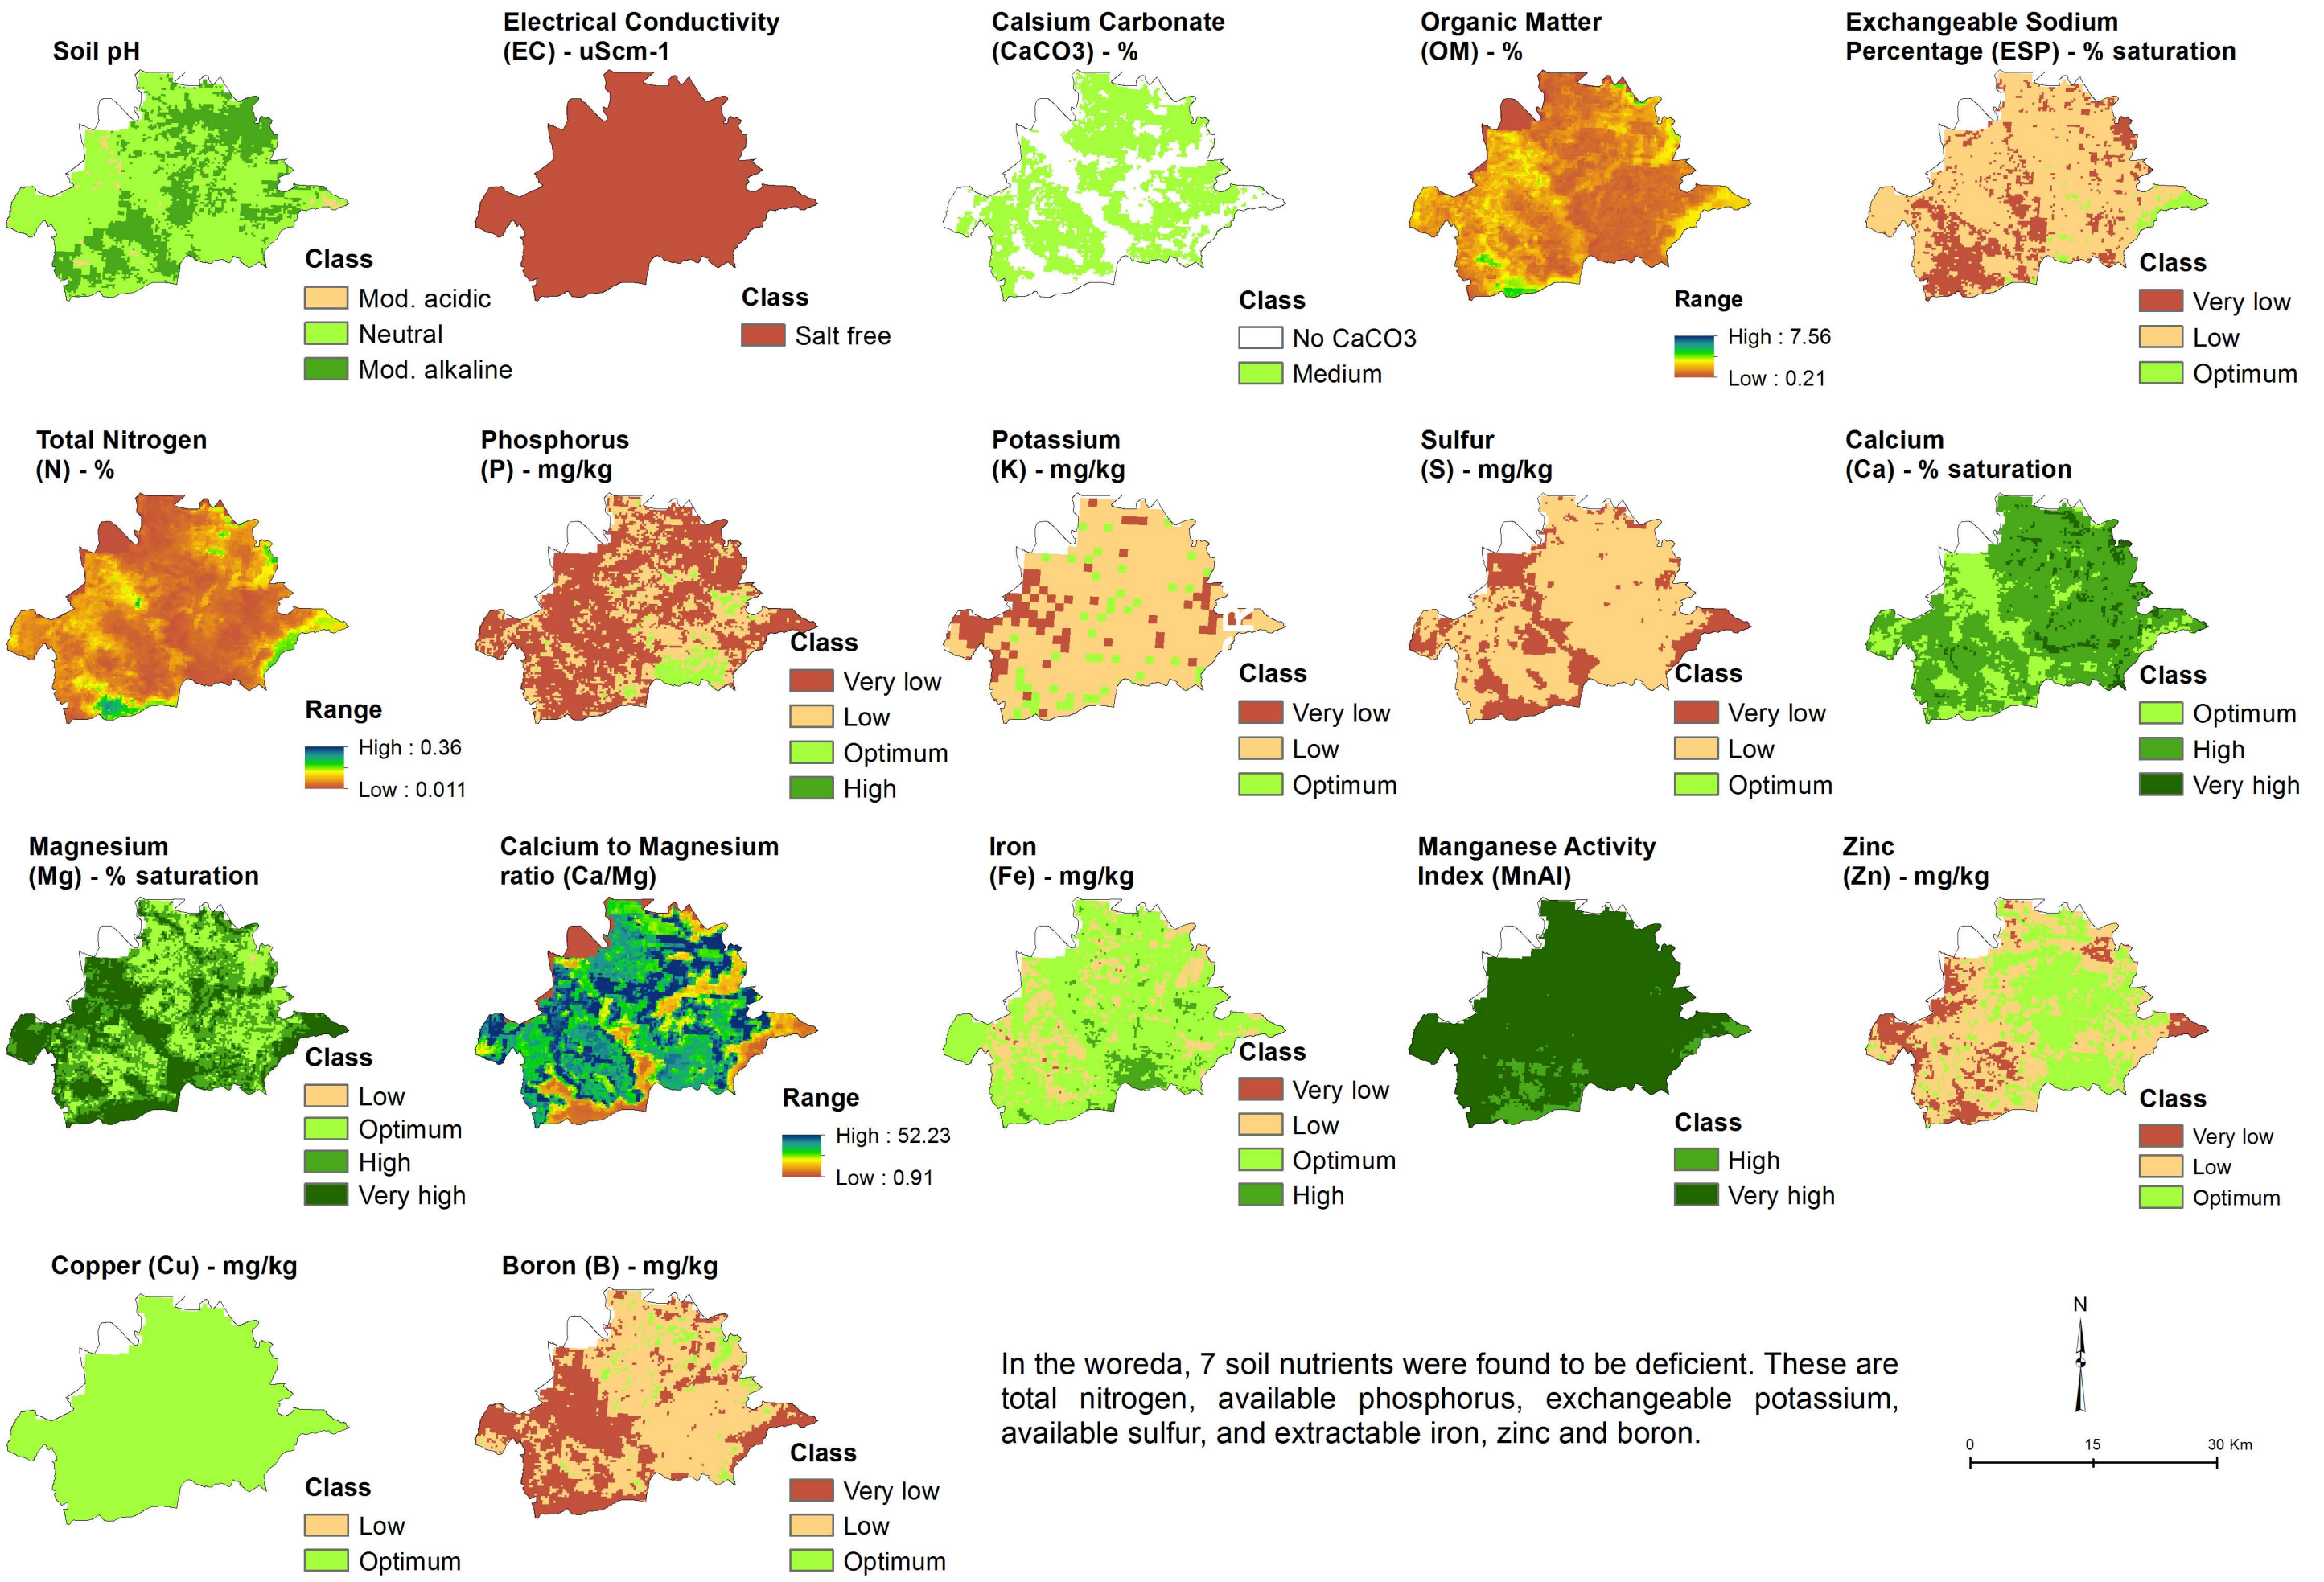 Soil pH
Electrical Conductivity
(EC) - uScm-1
Calsium Carbonate
(CaCO3) - %
Organic Matter
(OM) - %
Exchangeable Sodium
Percentage (ESP) - % saturation
Class
Mod. acidic
Neutral
Mod. alkaline
Class
Salt free
Class
No CaCO3
Medium
Range
High : 7.56
Low : 0.21
Class
Very low
Low
Optimum
Total Nitrogen
(N) - %
Phosphorus
(P) - mg/kg
Potassium
(K) - mg/kg
Sulfur
(S) - mg/kg
Calcium
(Ca) - % saturation
Range
High : 0.36
Low : 0.011
Class
Very low
Low
Optimum
High
Class
Very low
Low
Optimum
Class
Very low
Low
Optimum
Class
Optimum
High
Very high
Magnesium
(Mg) - % saturation
Calcium to Magnesium
ratio (Ca/Mg)
Iron
(Fe) - mg/kg
Manganese Activity
Index (MnAI)
Zinc
(Zn) - mg/kg
Class
Low
Optimum
High
Very high
Range
High : 52.23
Low : 0.91
Class
Very low
Low
Optimum
High
Class
High
Very high
Class
Very low
Low
Optimum
Copper (Cu) - mg/kg
Boron (B) - mg/kg
Class
Low
Optimum
Class
Very low
Low
Optimum
In the woreda, 7 soil nutrients were found to be deficient. These are
total nitrogen, available phosphorus, exchangeable potassium,
available sulfur, and extractable iron, zinc and boron.
N
0 15 30 Km